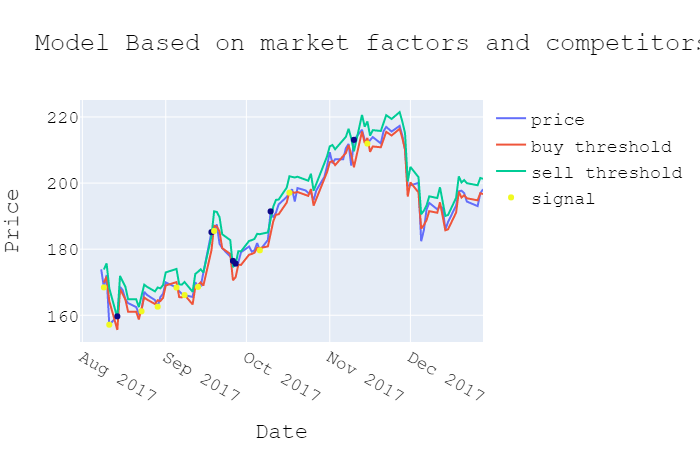 Model Based on market factors and competitors
220
200
180
160
Price
Aug 2017
Sep 2017
Oct 2017
Nov 2017
Dec 2017
Date
price
buy threshold
sell threshold
signal